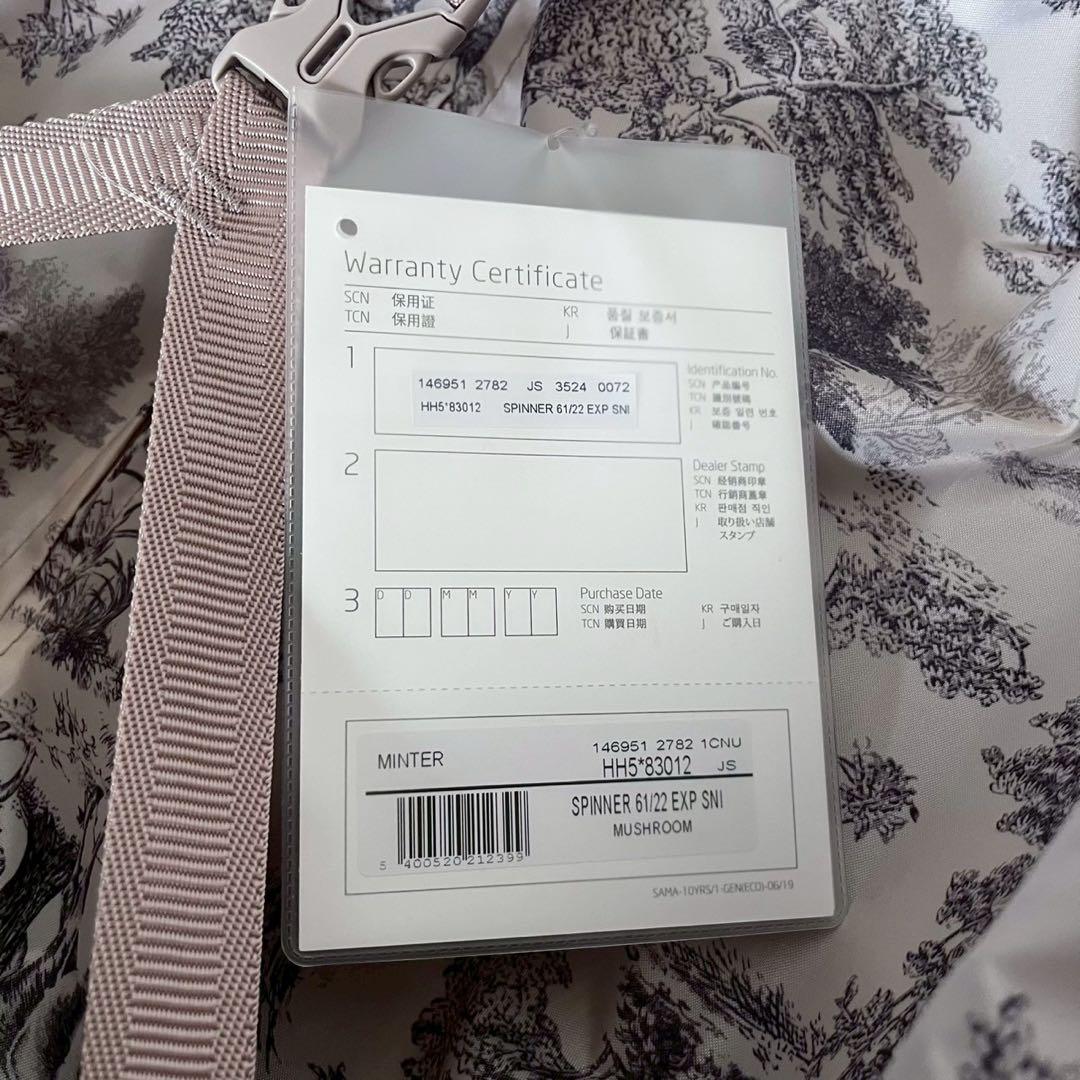 Warranty Certificate
SCN 保用证
TCN 保用證
KR 품질 보증서
J 保証書
1
146951 2782 JS 3524 0072
HH5*83012 SPINNER 61/22 EXP SNI
Identification No.
SCN 产品编号
TCN 識別號碼
KR 보증 일련 번호
J 確認番号
2
Dealer Stamp
SCN 经销商印章
TCN 行銷商蓋章
KR 판매점 직인
J 取り扱い店舗
スタンプ
3
D D M M Y Y
Purchase Date
SCN 购买日期
TCN 購買日期
KR 구매일자
J ご購入日
MINTER
146951 2782 1CNU
HH5*83012 JS
SPINNER 61/22 EXP SNI
MUSHROOM
5 400520 212399
SAMA-10YRS/1-GEN(ECO)-06/19